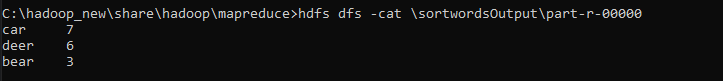 C:\hadoop_new\share\hadoop\mapreduce>hdfs dfs -cat \sortwordsOutput\part-r-00000
car     7
deer    6
bear    3